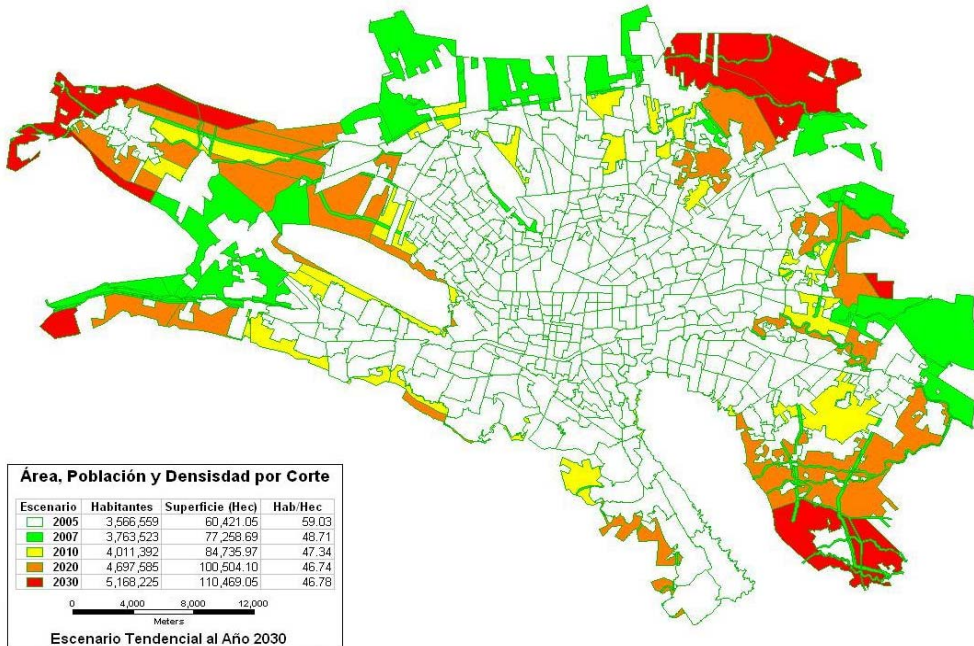 Área, Población y Densisdad por Corte
Escenario Habitantes Superficie (Hec) Hab/Hec
2005 3,566,559 60,421.05 59.03
2007 3,763,523 77,258.69 48.71
2010 4,011,392 84,735.97 47.34
2020 4,697,585 100,504.10 46.74
2030 5,168,225 110,469.05 46.78
0 4,000 8,000 12,000
Meters
Escenario Tendencial al Año 2030